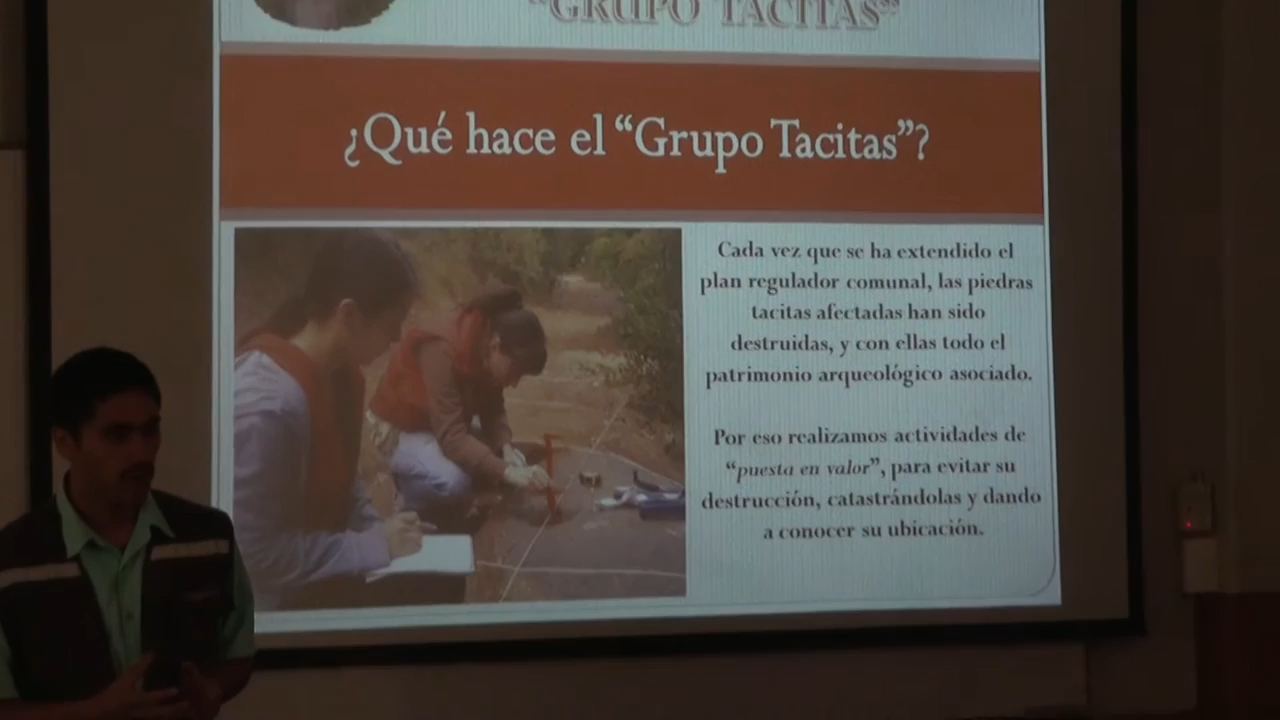 "GRUPO TACITAS"
¿Qué hace el “Grupo Tacitas”?
Cada vez que se ha extendido el
plan regulador comunal, las piedras
tacitas afectadas han sido
destruidas, y con ellas todo el
patrimonio arqueológico asociado.
Por eso realizamos actividades de
“puesta en valor”, para evitar su
destrucción, catastrándolas y dando
a conocer su ubicación.